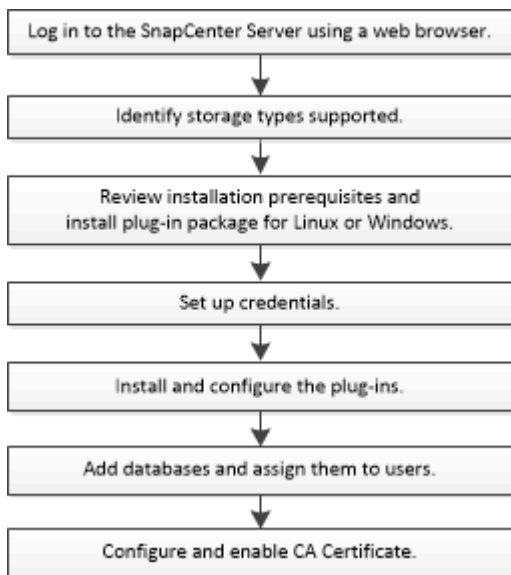 Log in to the SnapCenter Server using a web browser.
Identify storage types supported.
Review installation prerequisites and
install plug-in package for Linux or Windows.
Set up credentials.
Install and configure the plug-ins.
Add databases and assign them to users.
Configure and enable CA Certificate.